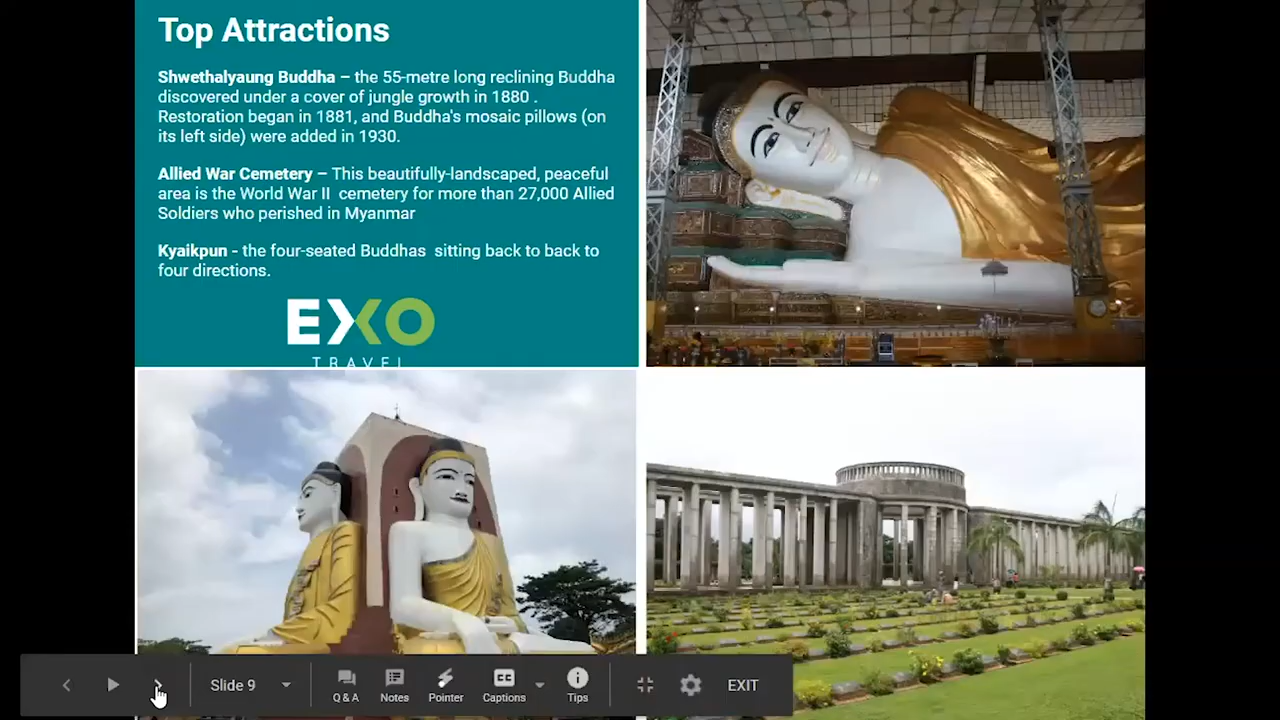 Top Attractions
Shwethalyaung Buddha – the 55-metre long reclining Buddha
discovered under a cover of jungle growth in 1880 .
Restoration began in 1881, and Buddha's mosaic pillows (on
its left side) were added in 1930.
Allied War Cemetery – This beautifully-landscaped, peaceful
area is the World War II cemetery for more than 27,000 Allied
Soldiers who perished in Myanmar
Kyaikpun - the four-seated Buddhas sitting back to back to
four directions.
EXO
TRAVEL
Slide 9
Q & A
Notes
Pointer
CC
Captions
Tips
EXIT